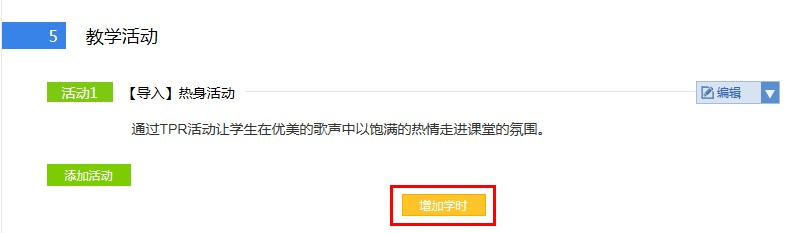 5 教学活动
活动1 【导入】热身活动 编辑
通过TPR活动让学生在优美的歌声中以饱满的热情走进课堂的氛围。
添加活动
增加学时